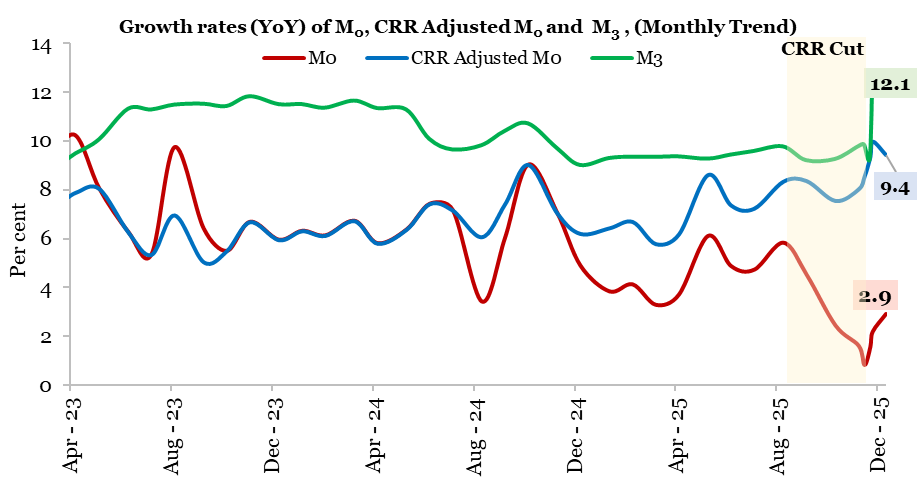 Growth rates (YoY) of M₀, CRR Adjusted M₀ and M₃ , (Monthly Trend)
14
12
10
8
6
4
2
0
Per cent
M0
CRR Adjusted M0
M3
CRR Cut
12.1
9.4
2.9
Apr - 23
Aug - 23
Dec - 23
Apr - 24
Aug - 24
Dec - 24
Apr - 25
Aug - 25
Dec - 25